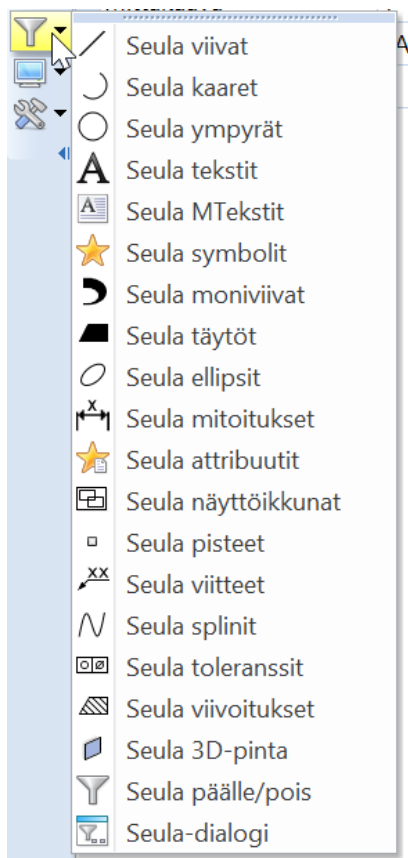 Seula viivat
Seula kaaret
Seula ympyrät
Seula tekstit
Seula MTekstit
Seula symbolit
Seula moniviivat
Seula täytöt
Seula ellipsit
Seula mitoitukset
Seula attribuutit
Seula näyttöikkunat
Seula pisteet
Seula viitteet
Seula splinit
Seula toleranssit
Seula viivoitukset
Seula 3D-pinta
Seula päälle/pois
Seula-dialogi